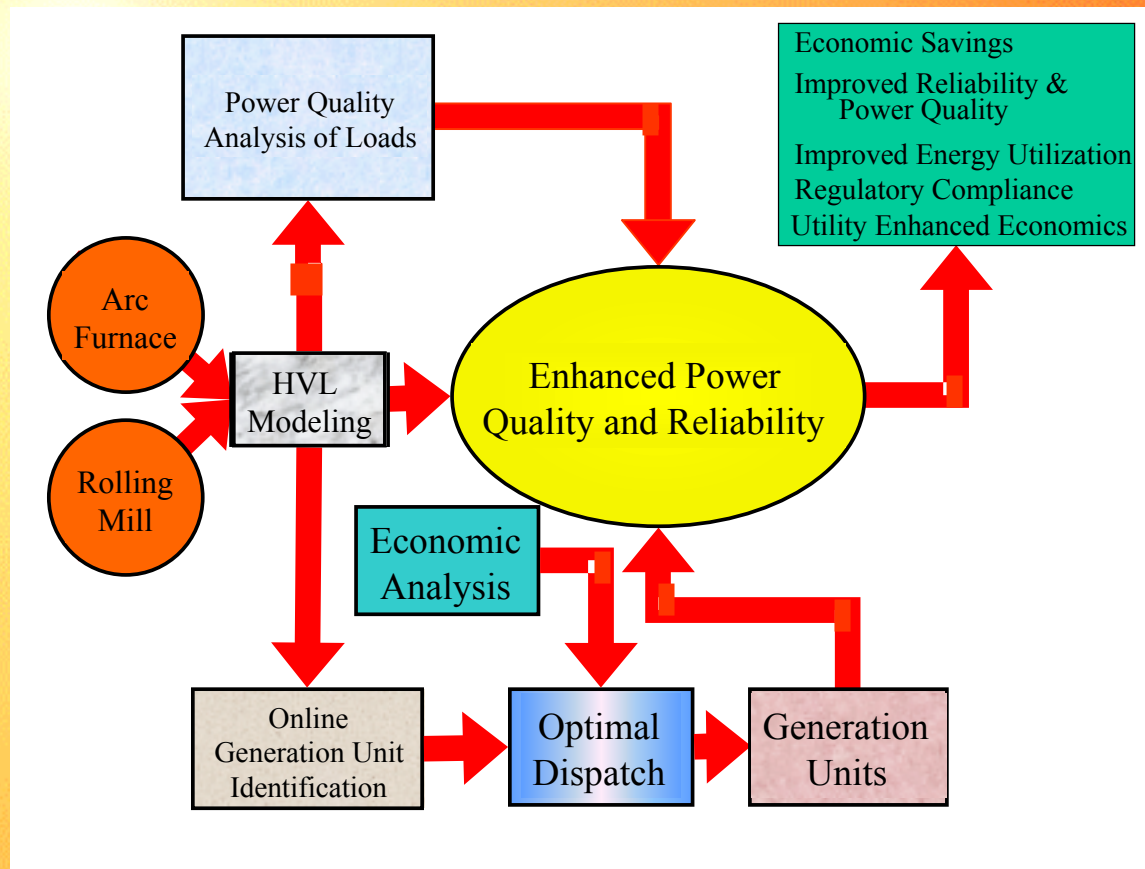 Power Quality
Analysis of Loads
Economic Savings
Improved Reliability &
Power Quality
Improved Energy Utilization
Regulatory Compliance
Utility Enhanced Economics
Arc
Furnace
HVL
Modeling
Enhanced Power
Quality and Reliability
Rolling
Mill
Economic
Analysis
Online
Generation Unit
Identification
Optimal
Dispatch
Generation
Units